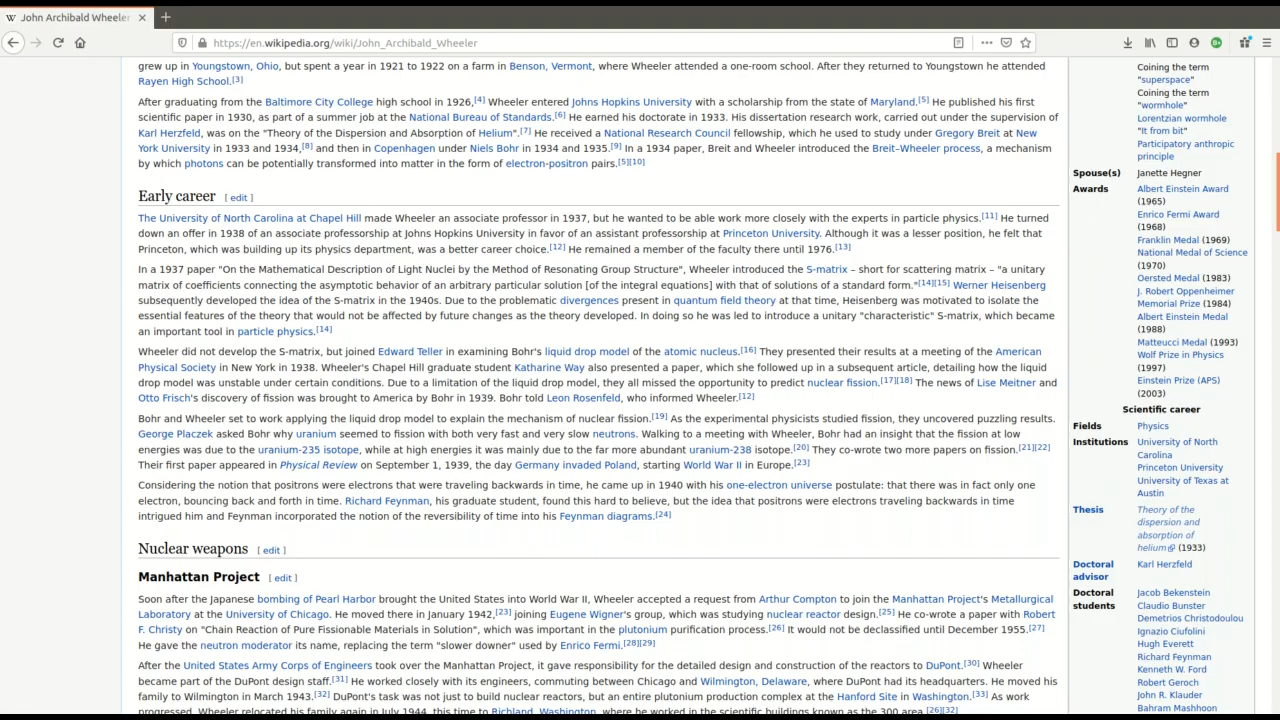 John Archibald Wheeler
https://en.wikipedia.org/wiki/John_Archibald_Wheeler
grew up in Youngstown, Ohio, but spent a year in 1921 to 1922 on a farm in Benson, Vermont, where Wheeler attended a one-room school. After they returned to Youngstown he attended
Rayen High School.[3]
After graduating from the Baltimore City College high school in 1926,[4] Wheeler entered Johns Hopkins University with a scholarship from the state of Maryland.[5] He published his first
scientific paper in 1930, as part of a summer job at the National Bureau of Standards.[6] He earned his doctorate in 1933. His dissertation research work, carried out under the supervision of
Karl Herzfeld, was on the "Theory of the Dispersion and Absorption of Helium".[7] He received a National Research Council fellowship, which he used to study under Gregory Breit at New
York University in 1933 and 1934,[8] and then in Copenhagen under Niels Bohr in 1934 and 1935.[9] In a 1934 paper, Breit and Wheeler introduced the Breit–Wheeler process, a mechanism
by which photons can be potentially transformed into matter in the form of electron-positron pairs.[5][10]
Early career [ edit ]
The University of North Carolina at Chapel Hill made Wheeler an associate professor in 1937, but he wanted to be able work more closely with the experts in particle physics.[11] He turned
down an offer in 1938 of an associate professorship at Johns Hopkins University in favor of an assistant professorship at Princeton University. Although it was a lesser position, he felt that
Princeton, which was building up its physics department, was a better career choice.[12] He remained a member of the faculty there until 1976.[13]
In a 1937 paper "On the Mathematical Description of Light Nuclei by the Method of Resonating Group Structure", Wheeler introduced the S-matrix – short for scattering matrix – "a unitary
matrix of coefficients connecting the asymptotic behavior of an arbitrary particular solution [of the integral equations] with that of solutions of a standard form."[14][15] Werner Heisenberg
subsequently developed the idea of the S-matrix in the 1940s. Due to the problematic divergences present in quantum field theory at that time, Heisenberg was motivated to isolate the
essential features of the theory that would not be affected by future changes as the theory developed. In doing so he was led to introduce a unitary "characteristic" S-matrix, which became
an important tool in particle physics.[14]
Wheeler did not develop the S-matrix, but joined Edward Teller in examining Bohr's liquid drop model of the atomic nucleus.[16] They presented their results at a meeting of the American
Physical Society in New York in 1938. Wheeler's Chapel Hill graduate student Katharine Way also presented a paper, which she followed up in a subsequent article, detailing how the liquid
drop model was unstable under certain conditions. Due to a limitation of the liquid drop model, they all missed the opportunity to predict nuclear fission.[17][18] The news of Lise Meitner and
Otto Frisch's discovery of fission was brought to America by Bohr in 1939. Bohr told Leon Rosenfeld, who informed Wheeler.[12]
Bohr and Wheeler set to work applying the liquid drop model to explain the mechanism of nuclear fission.[19] As the experimental physicists studied fission, they uncovered puzzling results.
George Placzek asked Bohr why uranium seemed to fission with both very fast and very slow neutrons. Walking to a meeting with Wheeler, Bohr had an insight that the fission at low
energies was due to the uranium-235 isotope, while at high energies it was mainly due to the far more abundant uranium-238 isotope.[20] They co-wrote two more papers on fission.[21][22]
Their first paper appeared in Physical Review on September 1, 1939, the day Germany invaded Poland, starting World War II in Europe.[23]
Considering the notion that positrons were electrons that were traveling backwards in time, he came up in 1940 with his one-electron universe postulate: that there was in fact only one
electron, bouncing back and forth in time. Richard Feynman, his graduate student, found this hard to believe, but the idea that positrons were electrons traveling backwards in time
intrigued him and Feynman incorporated the notion of the reversibility of time into his Feynman diagrams.[24]
Nuclear weapons [ edit ]
Manhattan Project [ edit ]
Soon after the Japanese bombing of Pearl Harbor brought the United States into World War II, Wheeler accepted a request from Arthur Compton to join the Manhattan Project's Metallurgical
Laboratory at the University of Chicago. He moved there in January 1942,[23] joining Eugene Wigner's group, which was studying nuclear reactor design.[25] He co-wrote a paper with Robert
F. Christy on "Chain Reaction of Pure Fissionable Materials in Solution", which was important in the plutonium purification process.[26] It would not be declassified until December 1955.[27]
He gave the neutron moderator its name, replacing the term "slower downer" used by Enrico Fermi.[28][29]
After the United States Army Corps of Engineers took over the Manhattan Project, it gave responsibility for the detailed design and construction of the reactors to DuPont.[30] Wheeler
became part of the DuPont design staff.[31] He worked closely with its engineers, commuting between Chicago and Wilmington, Delaware, where DuPont had its headquarters. He moved his
family to Wilmington in March 1943.[32] DuPont's task was not just to build nuclear reactors, but an entire plutonium production complex at the Hanford Site in Washington.[33] As work
progressed, Wheeler relocated his family again in July 1944, this time to Richland, Washington, where he worked in the scientific buildings known as the 300 area.[26][32]
Coining the term
"superspace"
Coining the term
"wormhole"
Lorentzian wormhole
"It from bit"
Participatory anthropic
principle
Spouse(s) Janette Hegner
Awards Albert Einstein Award
(1965)
Enrico Fermi Award
(1968)
Franklin Medal (1969)
National Medal of Science
(1970)
Oersted Medal (1983)
J. Robert Oppenheimer
Memorial Prize (1984)
Albert Einstein Medal
(1988)
Matteucci Medal (1993)
Wolf Prize in Physics
(1997)
Einstein Prize (APS)
(2003)
Scientific career
Fields Physics
Institutions University of North
Carolina
Princeton University
University of Texas at
Austin
Thesis Theory of the
dispersion and
absorption of
helium (1933)
Doctoral Karl Herzfeld
advisor
Doctoral Jacob Bekenstein
students Claudio Bunster
Demetrios Christodoulou
Ignazio Ciufolini
Hugh Everett
Richard Feynman
Kenneth W. Ford
Robert Geroch
John R. Klauder
Bahram Mashhoon